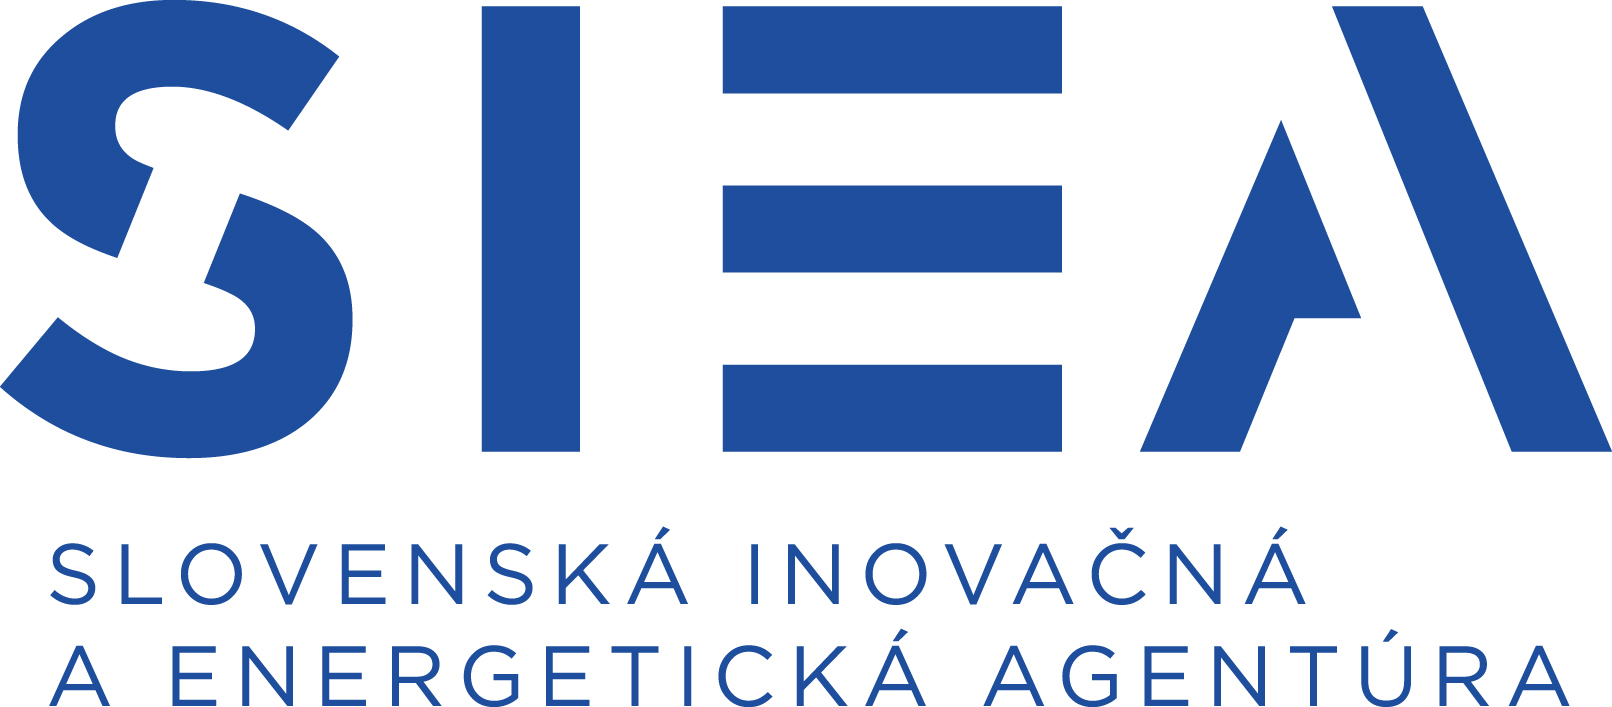 SIEA
SLOVENSKÁ INOVAČNÁ
A ENERGETICKÁ AGENTÚRA